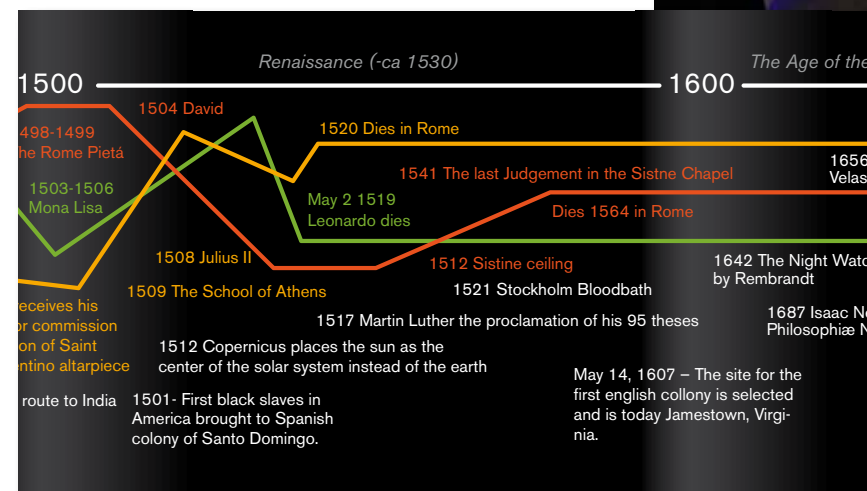 Renaissance (-ca 1530)
The Age of the
1500
1600
1504 David
498-1499
he Rome Pietá
1520 Dies in Rome
1541 The last Judgement in the Sistne Chapel
1656
Velas
1503-1506
Mona Lisa
May 2 1519
Leonardo dies
Dies 1564 in Rome
1508 Julius II
1512 Sistine ceiling
1642 The Night Watc
by Rembrandt
1509 The School of Athens
1521 Stockholm Bloodbath
receives his
or commission
on of Saint
entino altarpiece
1517 Martin Luther the proclamation of his 95 theses
1687 Isaac Ne
Philosophiæ N
1512 Copernicus places the sun as the
center of the solar system instead of the earth
May 14, 1607 – The site for the
first english collony is selected
and is today Jamestown, Virgi-
nia.
route to India
1501- First black slaves in
America brought to Spanish
colony of Santo Domingo.